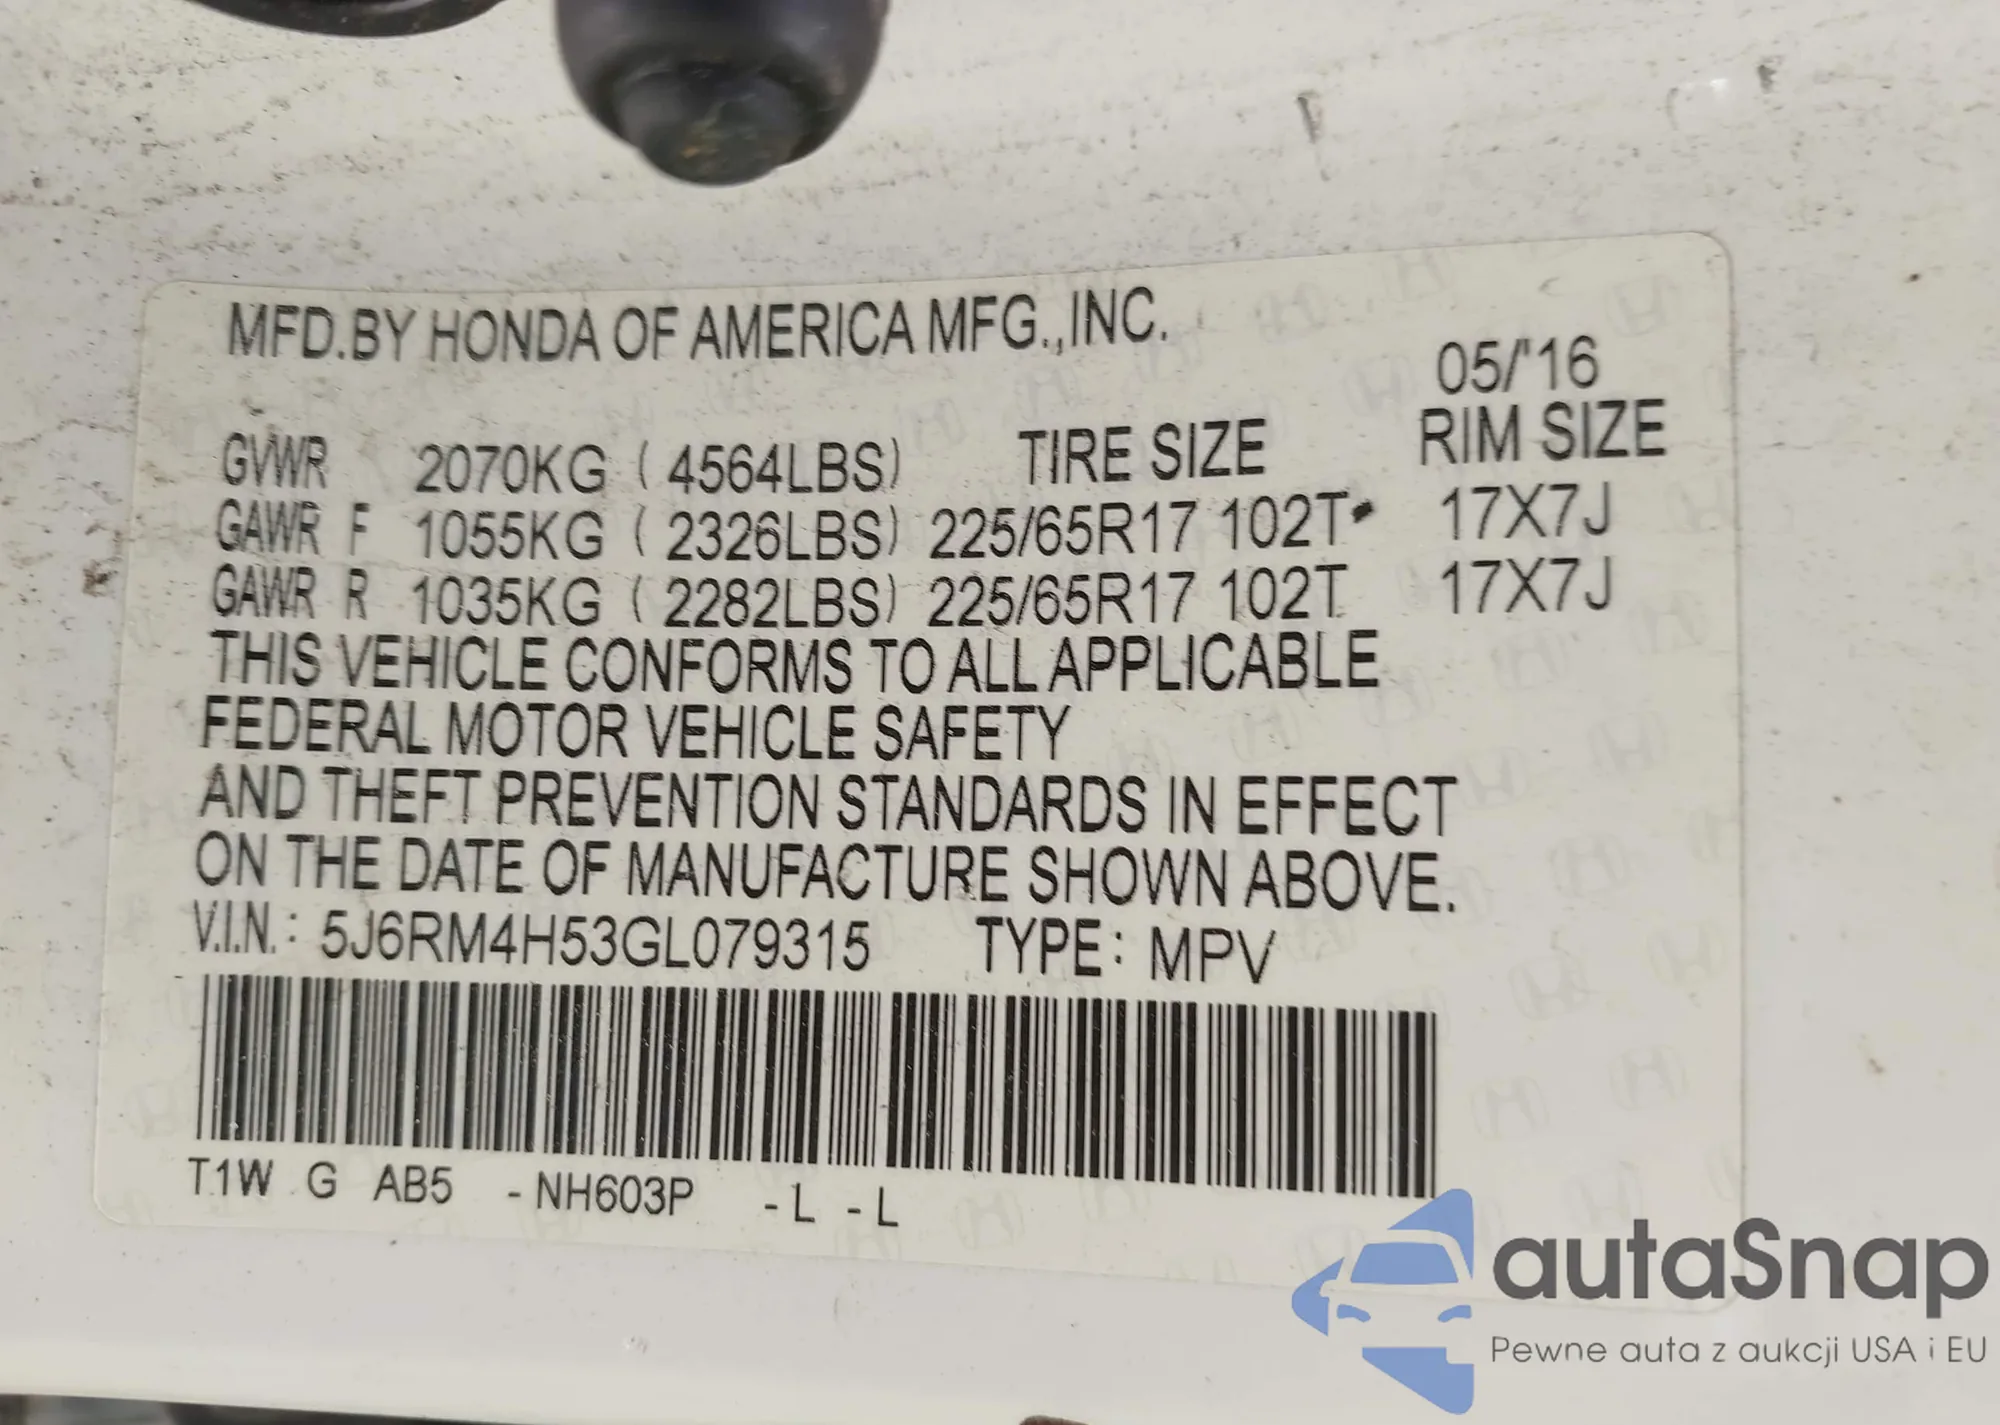 MFD.BY HONDA OF AMERICA MFG.,INC.
05/'16
GVWR 2070KG ( 4564LBS) TIRE SIZE RIM SIZE
GAWR F 1055KG ( 2326LBS) 225/65R17 102T 17X7J
GAWR R 1035KG ( 2282LBS) 225/65R17 102T 17X7J
THIS VEHICLE CONFORMS TO ALL APPLICABLE
FEDERAL MOTOR VEHICLE SAFETY
AND THEFT PREVENTION STANDARDS IN EFFECT
ON THE DATE OF MANUFACTURE SHOWN ABOVE.
V.I.N.: 5J6RM4H53GL079315 TYPE: MPV
T1W G AB5 -NH603P -L -L
autaSnap
Pewne auta z aukcji USA i EU